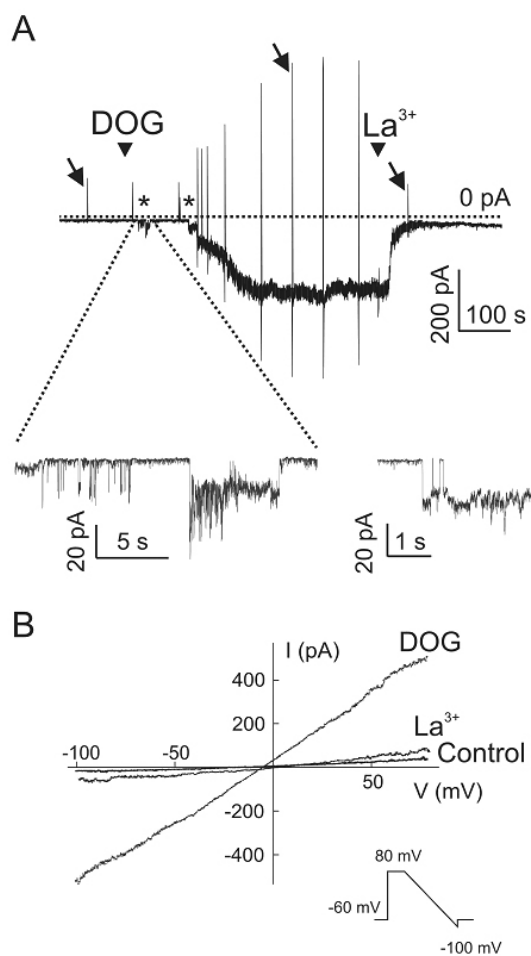 A
DOG
La3+
* *
0 pA
200 pA
100 s
20 pA
5 s
20 pA
1 s
B
I (pA)
DOG
400
200
La3+
Control
-100
-50
50
V (mV)
-200
-400
80 mV
-60 mV
-100 mV